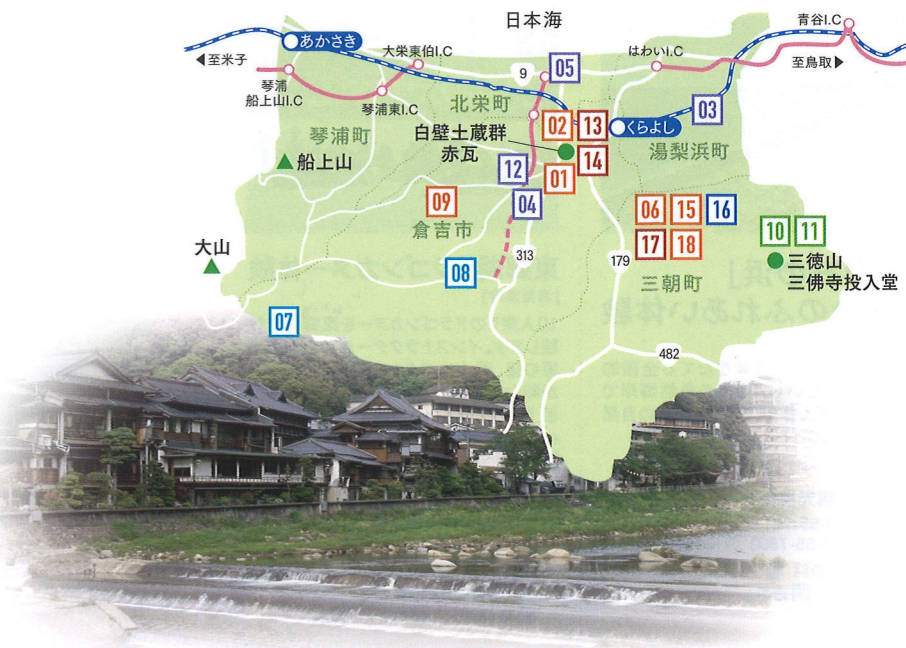 日本海
青谷I.C
あかさき
大栄東伯I.C
はわいI.C
◀至米子
至鳥取▶
琴浦
船上山I.C
9
05
琴浦東I.C
北栄町
03
02
13
くらよし
琴浦町
白壁土蔵群
赤瓦
湯梨浜町
船上山
12
14
01
09
04
06
15
16
倉吉市
10
11
大山
313
179
17
18
08
三朝町
三徳山
三佛寺投入堂
07
482